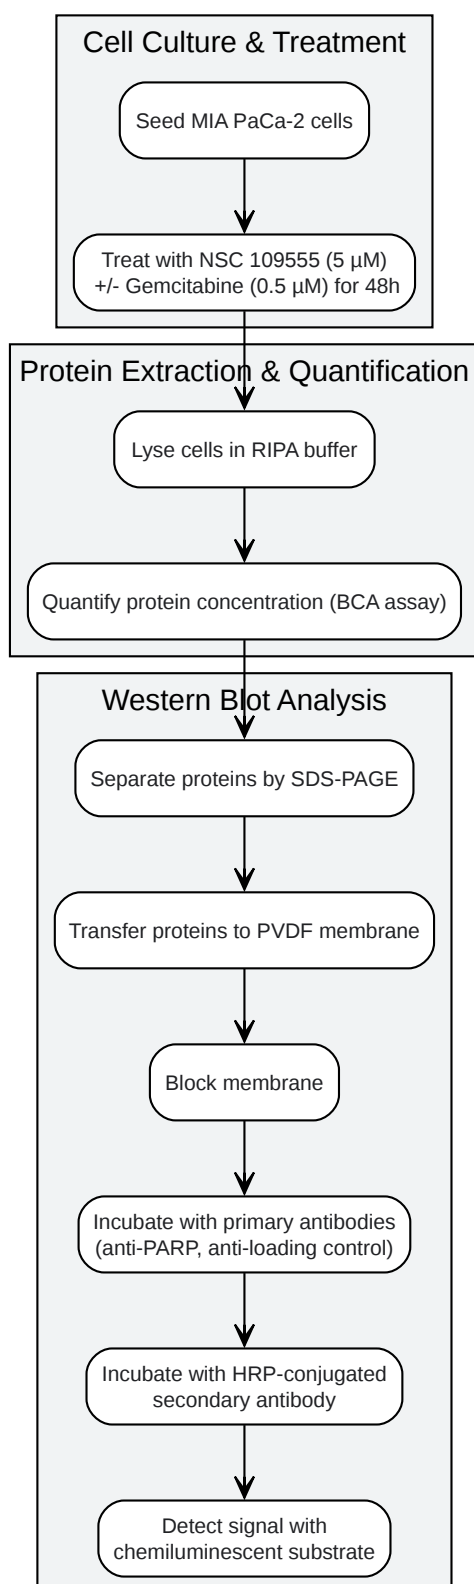 Cell Culture & Treatment
Seed MIA PaCa-2 cells
Treat with NSC 109555 (5 µM)
+/- Gemcitabine (0.5 µM) for 48h
Protein Extraction & Quantification
Lyse cells in RIPA buffer
Quantify protein concentration (BCA assay)
Western Blot Analysis
Separate proteins by SDS-PAGE
Transfer proteins to PVDF membrane
Block membrane
Incubate with primary antibodies
(anti-PARP, anti-loading control)
Incubate with HRP-conjugated
secondary antibody
Detect signal with
chemiluminescent substrate